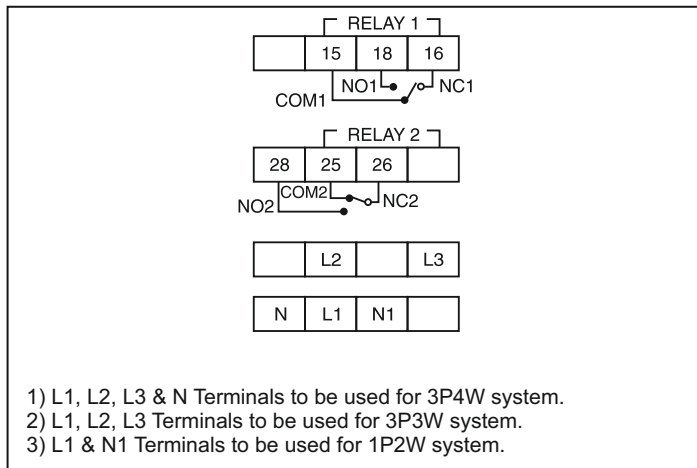 RELAY 1
15 18 16
NO1 NC1
COM1
RELAY 2
28 25 26
COM2
NO2 NC2
L2 L3
N L1 N1
1) L1, L2, L3 & N Terminals to be used for 3P4W system.
2) L1, L2, L3 Terminals to be used for 3P3W system.
3) L1 & N1 Terminals to be used for 1P2W system.